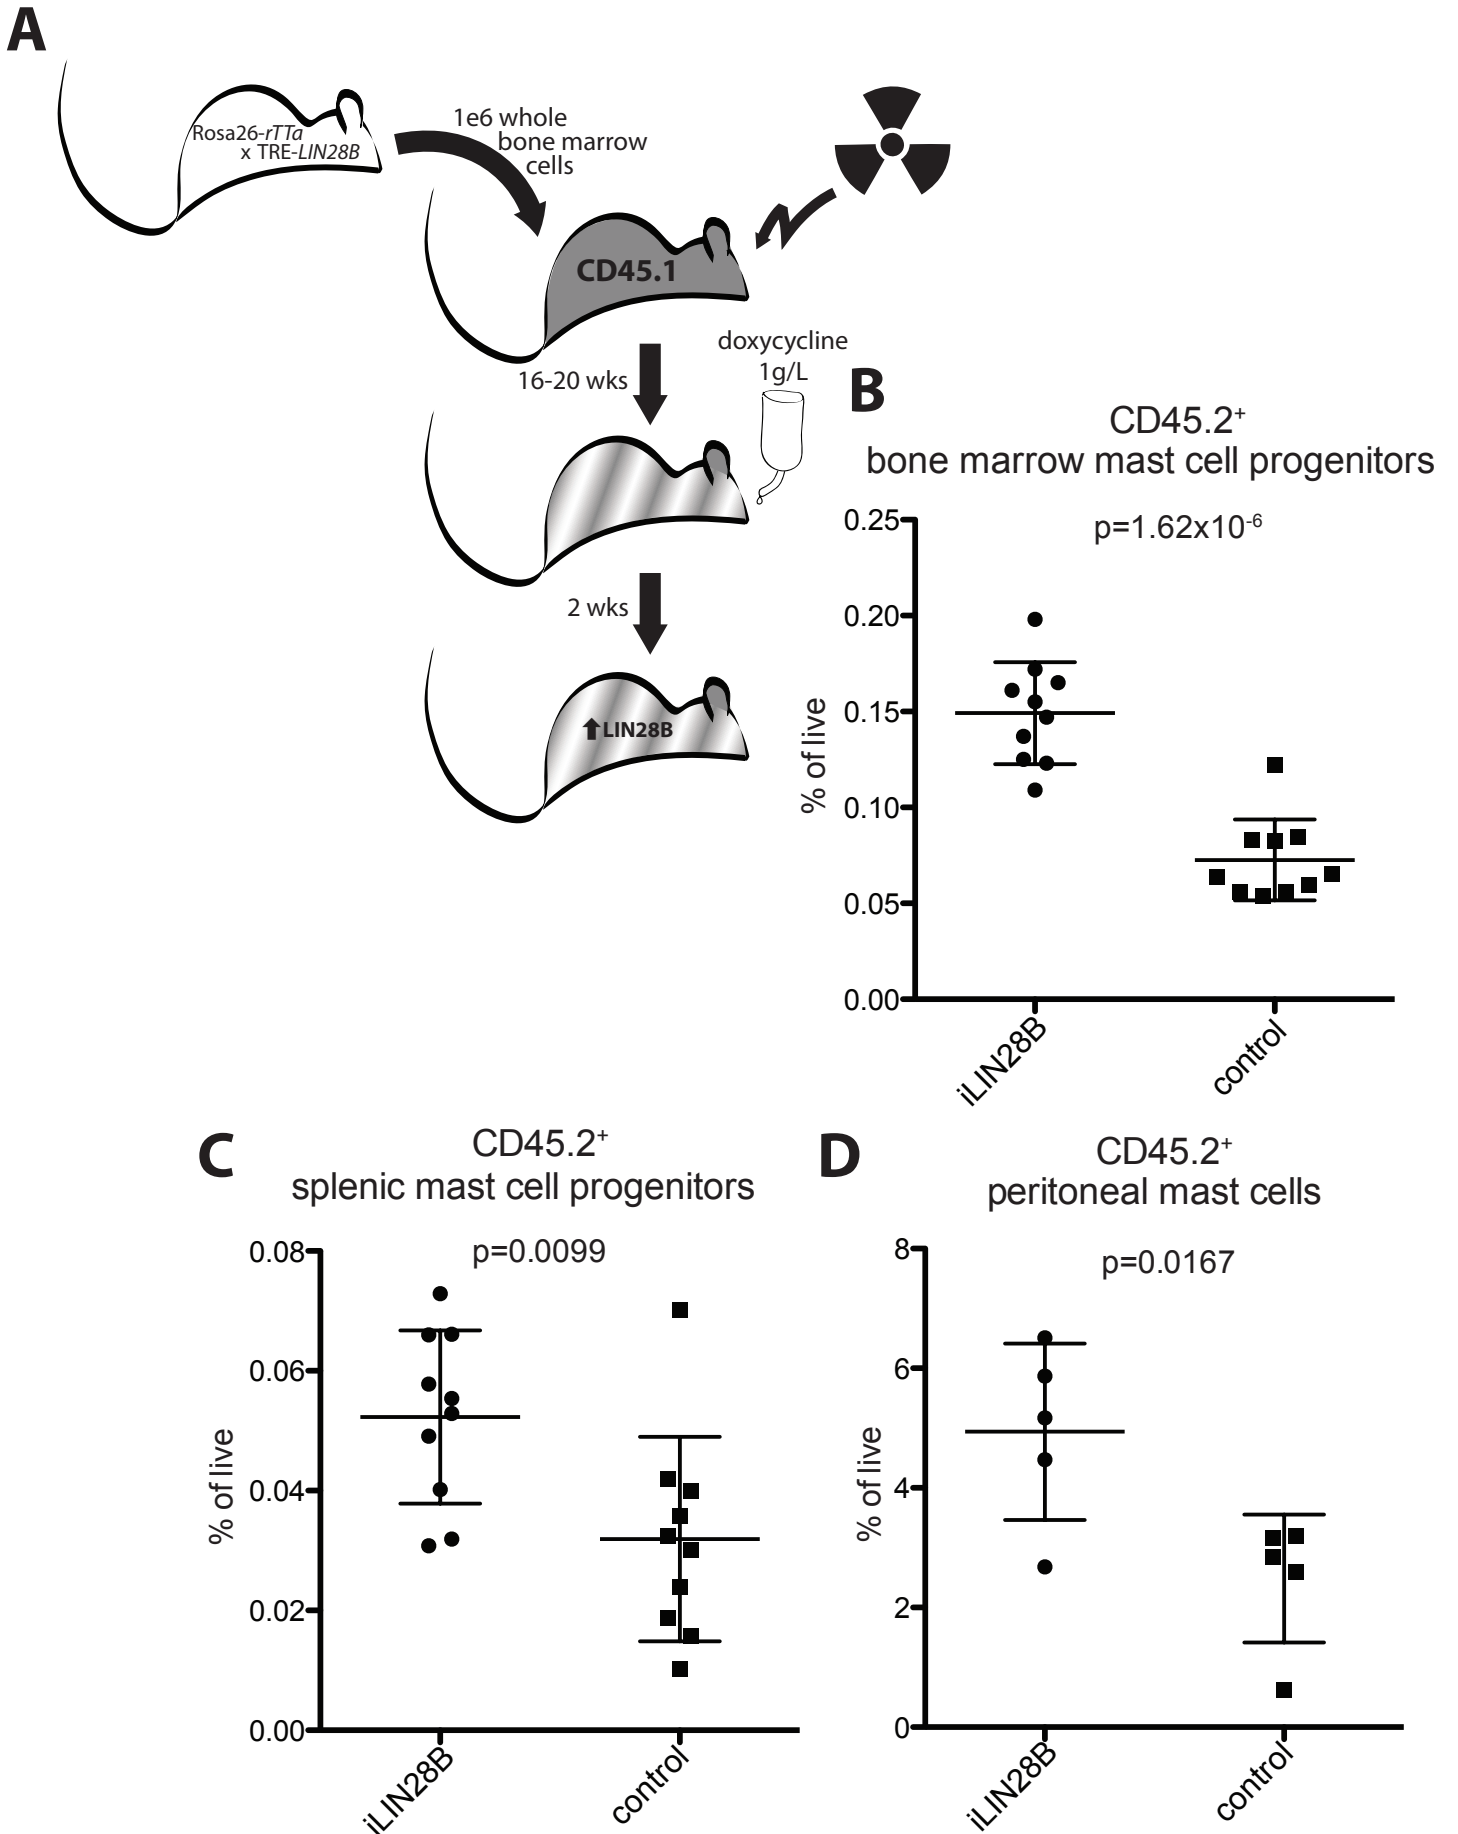 A
Rosa26-rTTa
x TRE-LIN28B
1e6 whole
bone marrow
cells
CD45.1
16-20 wks
doxycycline
1g/L
2 wks
LIN28B
B
CD45.2⁺
bone marrow mast cell progenitors
p=1.62x10⁻⁶
% of live
0.25
0.20
0.15
0.10
0.05
0.00
iLIN28B
control
C
CD45.2⁺
splenic mast cell progenitors
p=0.0099
% of live
0.08
0.06
0.04
0.02
0.00
iLIN28B
control
D
CD45.2⁺
peritoneal mast cells
p=0.0167
% of live
8
6
4
2
0
iLIN28B
control